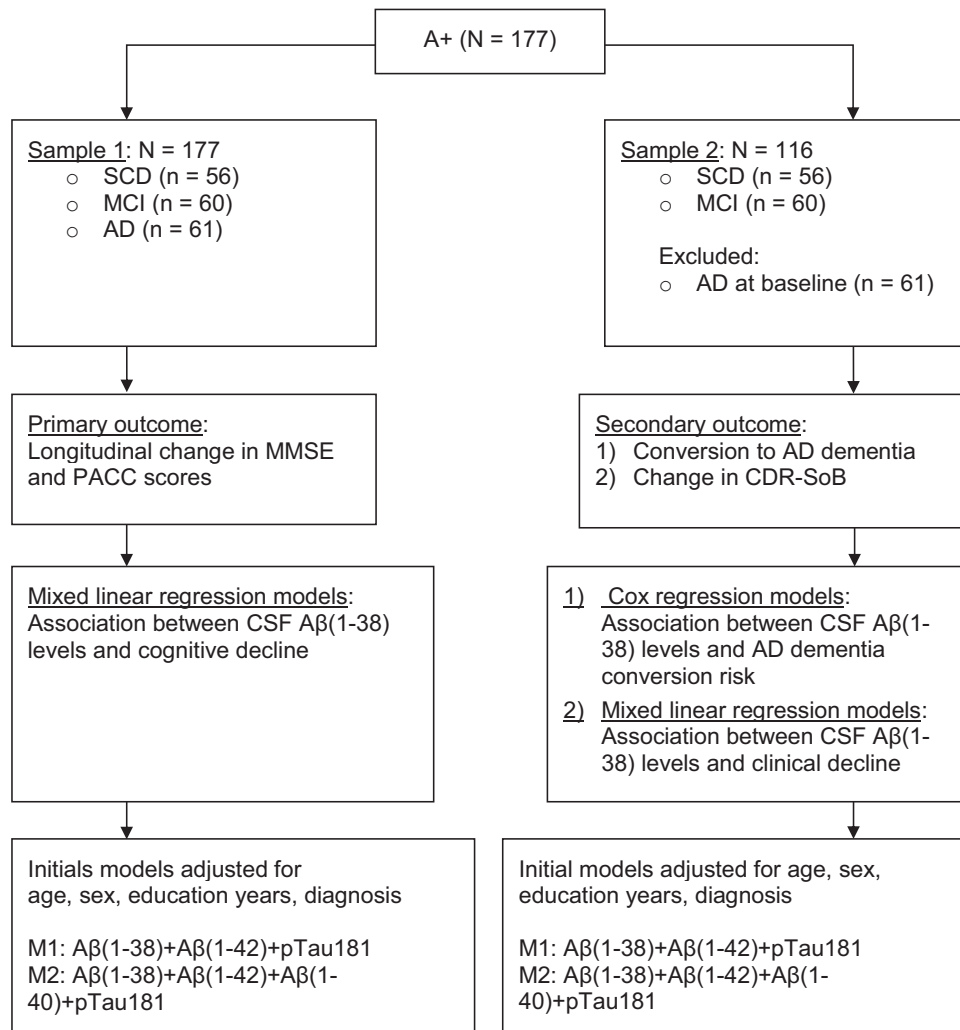 A+ (N = 177)
Sample 1: N = 177
○ SCD (n = 56)
○ MCI (n = 60)
○ AD (n = 61)
Sample 2: N = 116
○ SCD (n = 56)
○ MCI (n = 60)
Excluded:
○ AD at baseline (n = 61)
Primary outcome:
Longitudinal change in MMSE
and PACC scores
Secondary outcome:
1) Conversion to AD dementia
2) Change in CDR-SoB
Mixed linear regression models:
Association between CSF Aβ(1-38)
levels and cognitive decline
1) Cox regression models:
Association between CSF Aβ(1-
38) levels and AD dementia
conversion risk
2) Mixed linear regression models:
Association between CSF Aβ(1-
38) levels and clinical decline
Initials models adjusted for
age, sex, education years, diagnosis
M1: Aβ(1-38)+Aβ(1-42)+pTau181
M2: Aβ(1-38)+Aβ(1-42)+Aβ(1-
40)+pTau181
Initial models adjusted for age, sex,
education years, diagnosis
M1: Aβ(1-38)+Aβ(1-42)+pTau181
M2: Aβ(1-38)+Aβ(1-42)+Aβ(1-
40)+pTau181